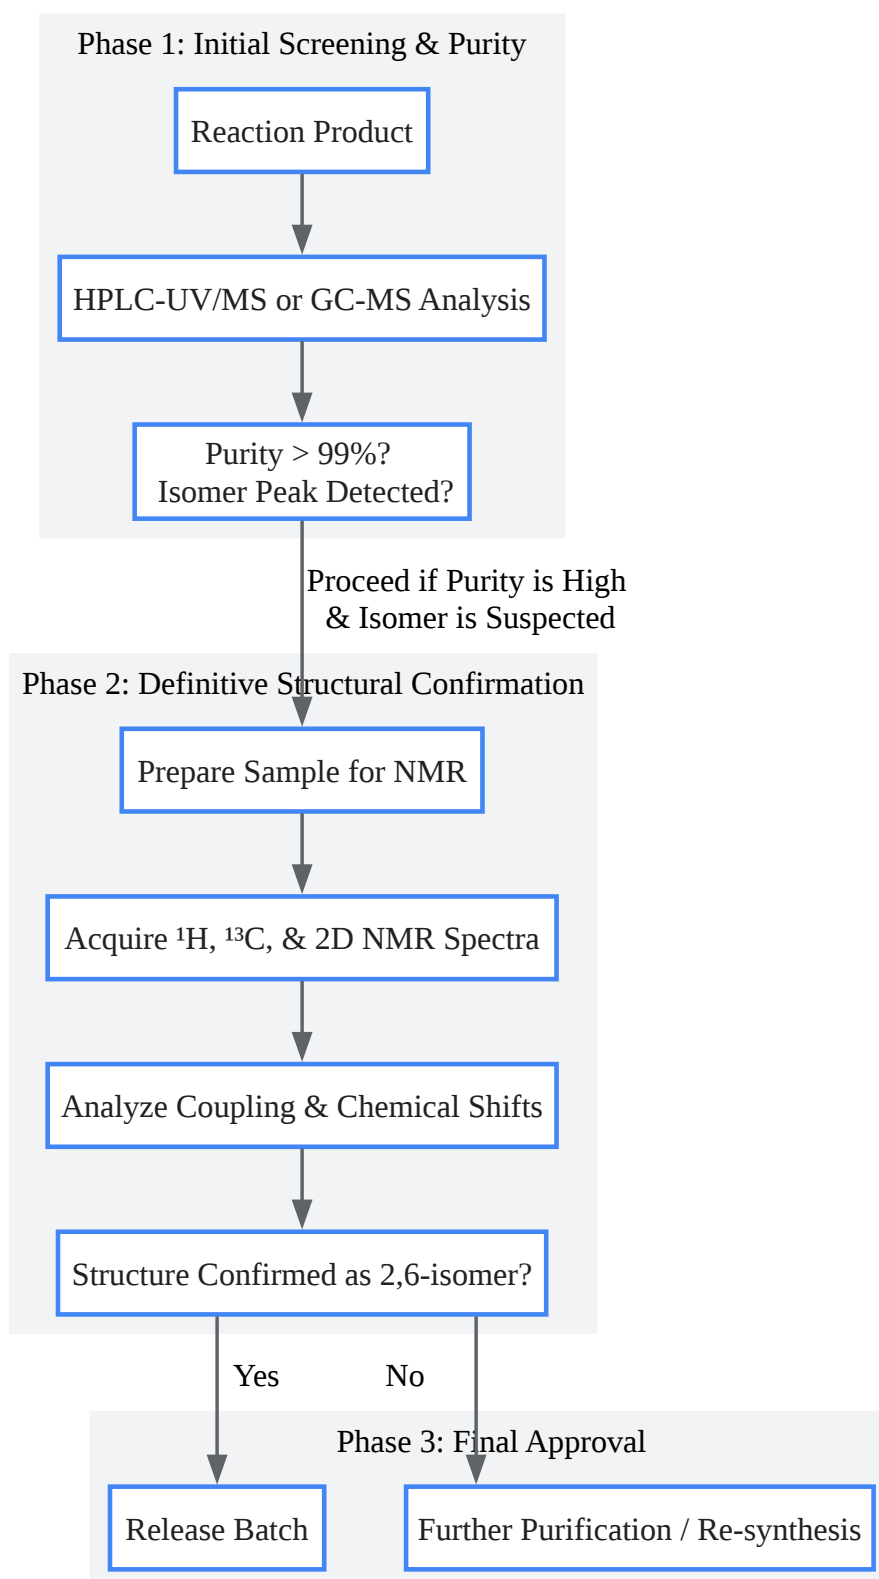 Phase 1: Initial Screening & Purity
Reaction Product
HPLC-UV/MS or GC-MS Analysis
Purity > 99%?
Isomer Peak Detected?
Proceed if Purity is High
& Isomer is Suspected
Phase 2: Definitive Structural Confirmation
Prepare Sample for NMR
Acquire ¹H, ¹³C, & 2D NMR Spectra
Analyze Coupling & Chemical Shifts
Structure Confirmed as 2,6-isomer?
Yes
No
Phase 3: Final Approval
Release Batch
Further Purification / Re-synthesis